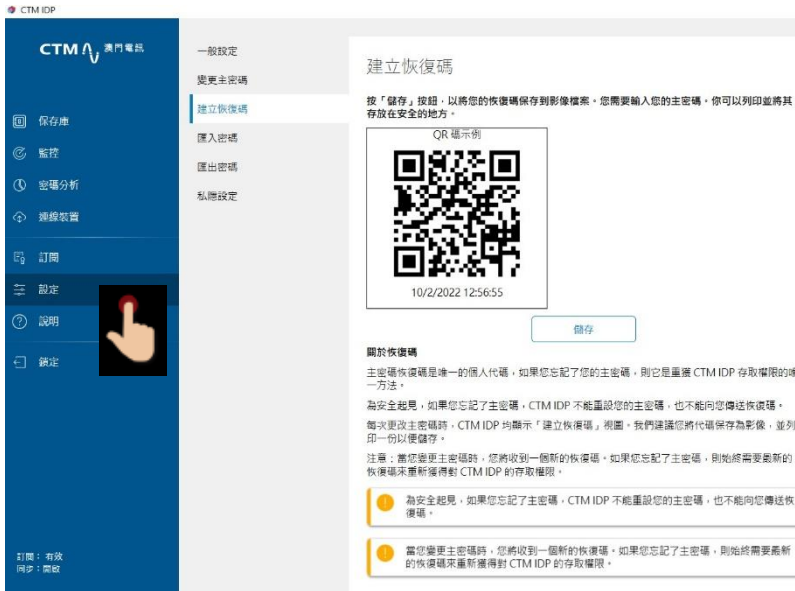 CTM IDP
CTM 澳門電訊
保存庫
監控
密碼分析
連線裝置
訂閱
設定
說明
鎖定
訂閱： 有效
同步：開啟
一般設定
變更主密碼
建立恢復碼
匯入密碼
匯出密碼
私隱設定
建立恢復碼
按「儲存」按鈕，以將您的恢復碼保存到影像檔案。您需要輸入您的主密碼。你可以列印並將其
存放在安全的地方。
QR 碼示例
10/2/2022 12:56:55
儲存
關於恢復碼
主密碼恢復碼是唯一的個人代碼，如果您忘記了您的主密碼，則它是重獲 CTM IDP 存取權限的唯
一方法。
為安全起見，如果您忘記了主密碼，CTM IDP 不能重設您的主密碼，也不能向您傳送恢復碼。
每次更改主密碼時，CTM IDP 均顯示「建立恢復碼」視圖。我們建議您將代碼保存為影像，並列
印一份以便儲存。
注意：當您變更主密碼時，您將收到一個新的恢復碼。如果您忘記了主密碼，則始終需要最新的
恢復碼來重新獲得對 CTM IDP 的存取權限。
為安全起見，如果您忘記了主密碼，CTM IDP 不能重設您的主密碼，也不能向您傳送恢
復碼。
當您變更主密碼時，您將收到一個新的恢復碼。如果您忘記了主密碼，則始終需要最新
的恢復碼來重新獲得對 CTM IDP 的存取權限。